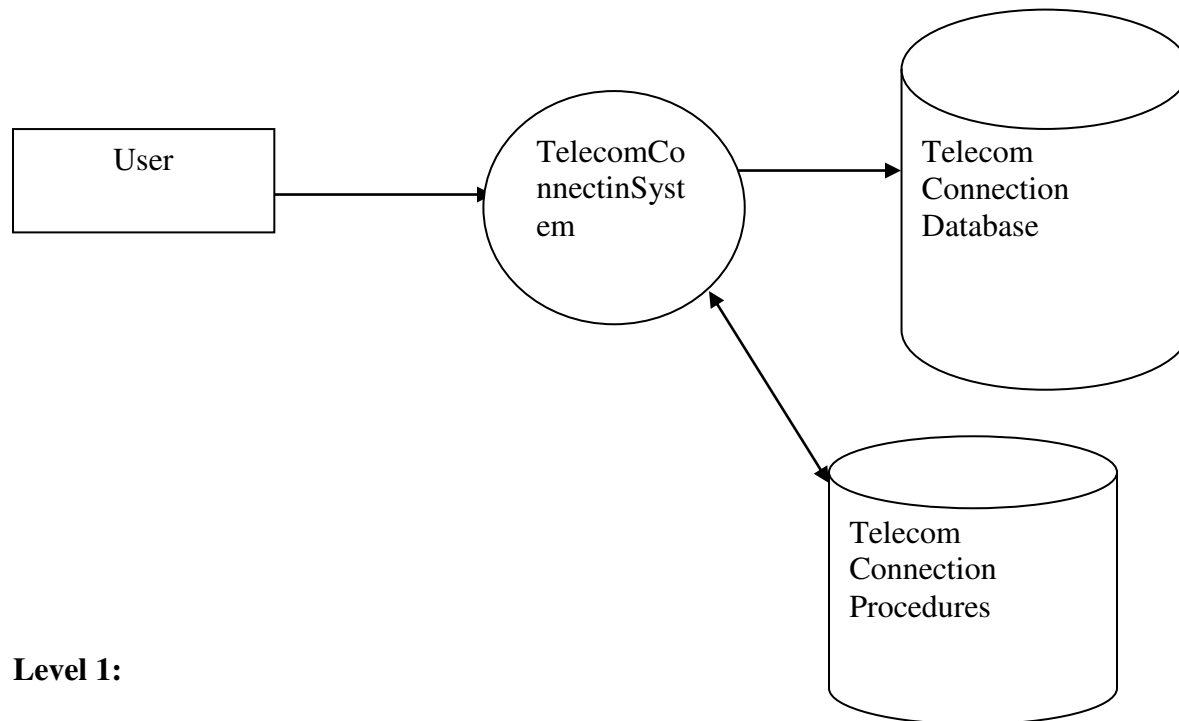 User
TelecomCo
nnectinSyst
em
Telecom
Connection
Database
Telecom
Connection
Procedures
Level 1: